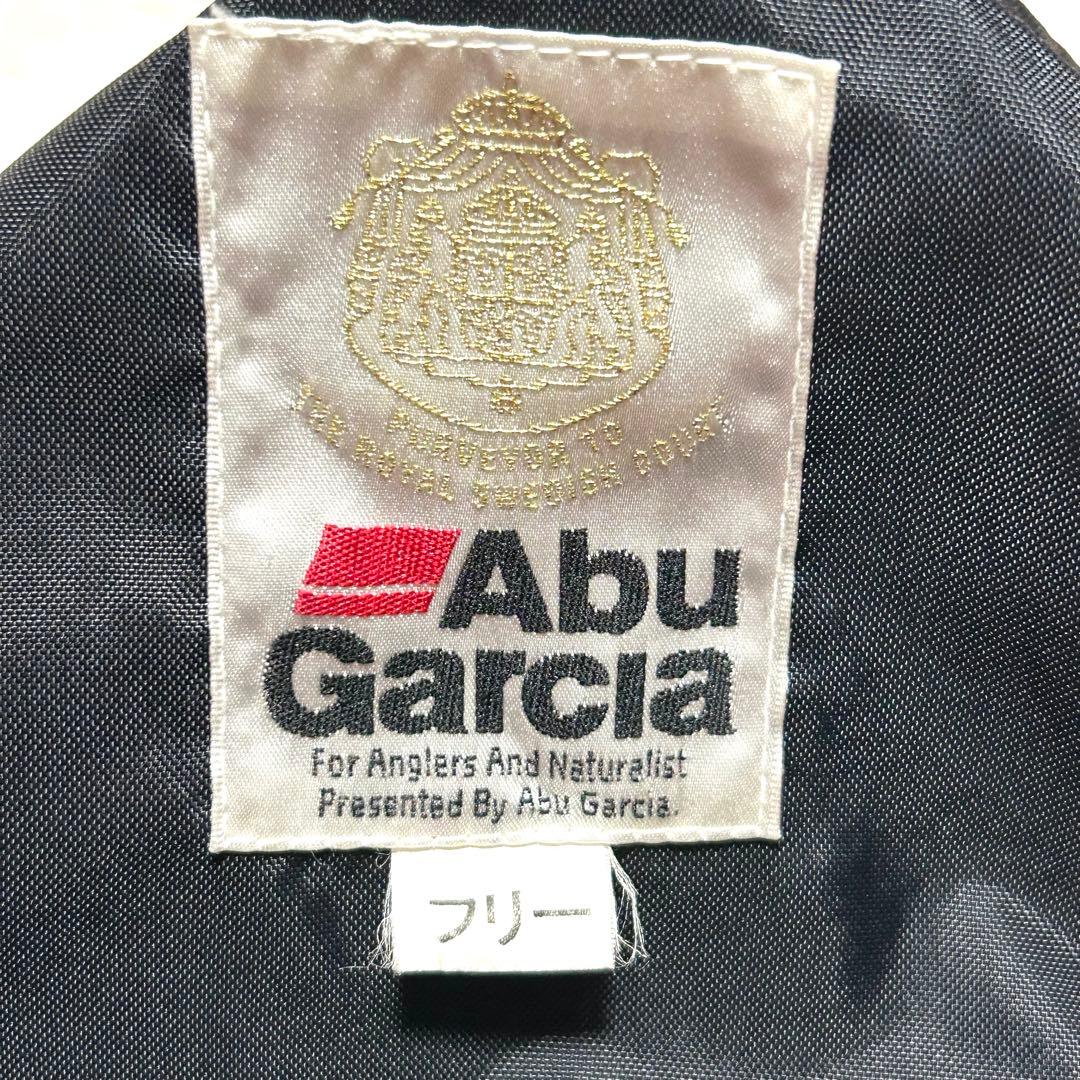 PURVEYOR TO
THE ROYAL SWEDISH COURT
Abu
Garcia
For Anglers And Naturalist
Presented By Abu Garcia.
フリー